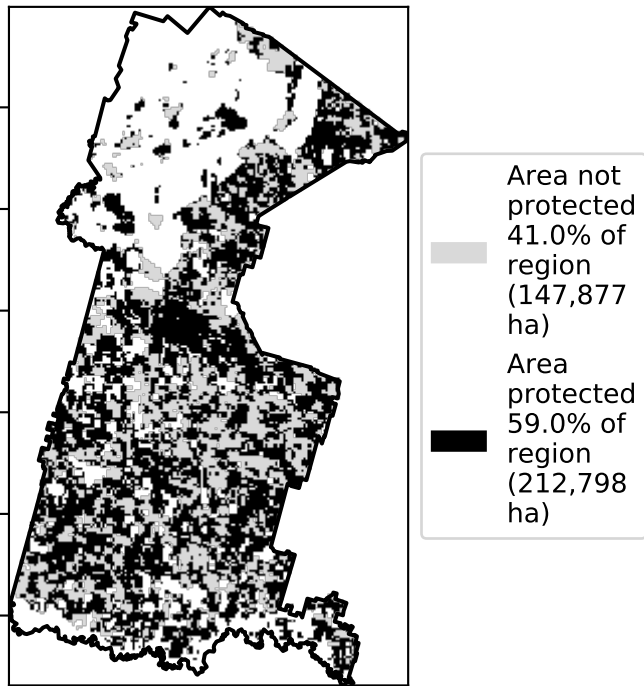 Area not
protected
41.0% of
region
(147,877
ha)
Area
protected
59.0% of
region
(212,798
ha)